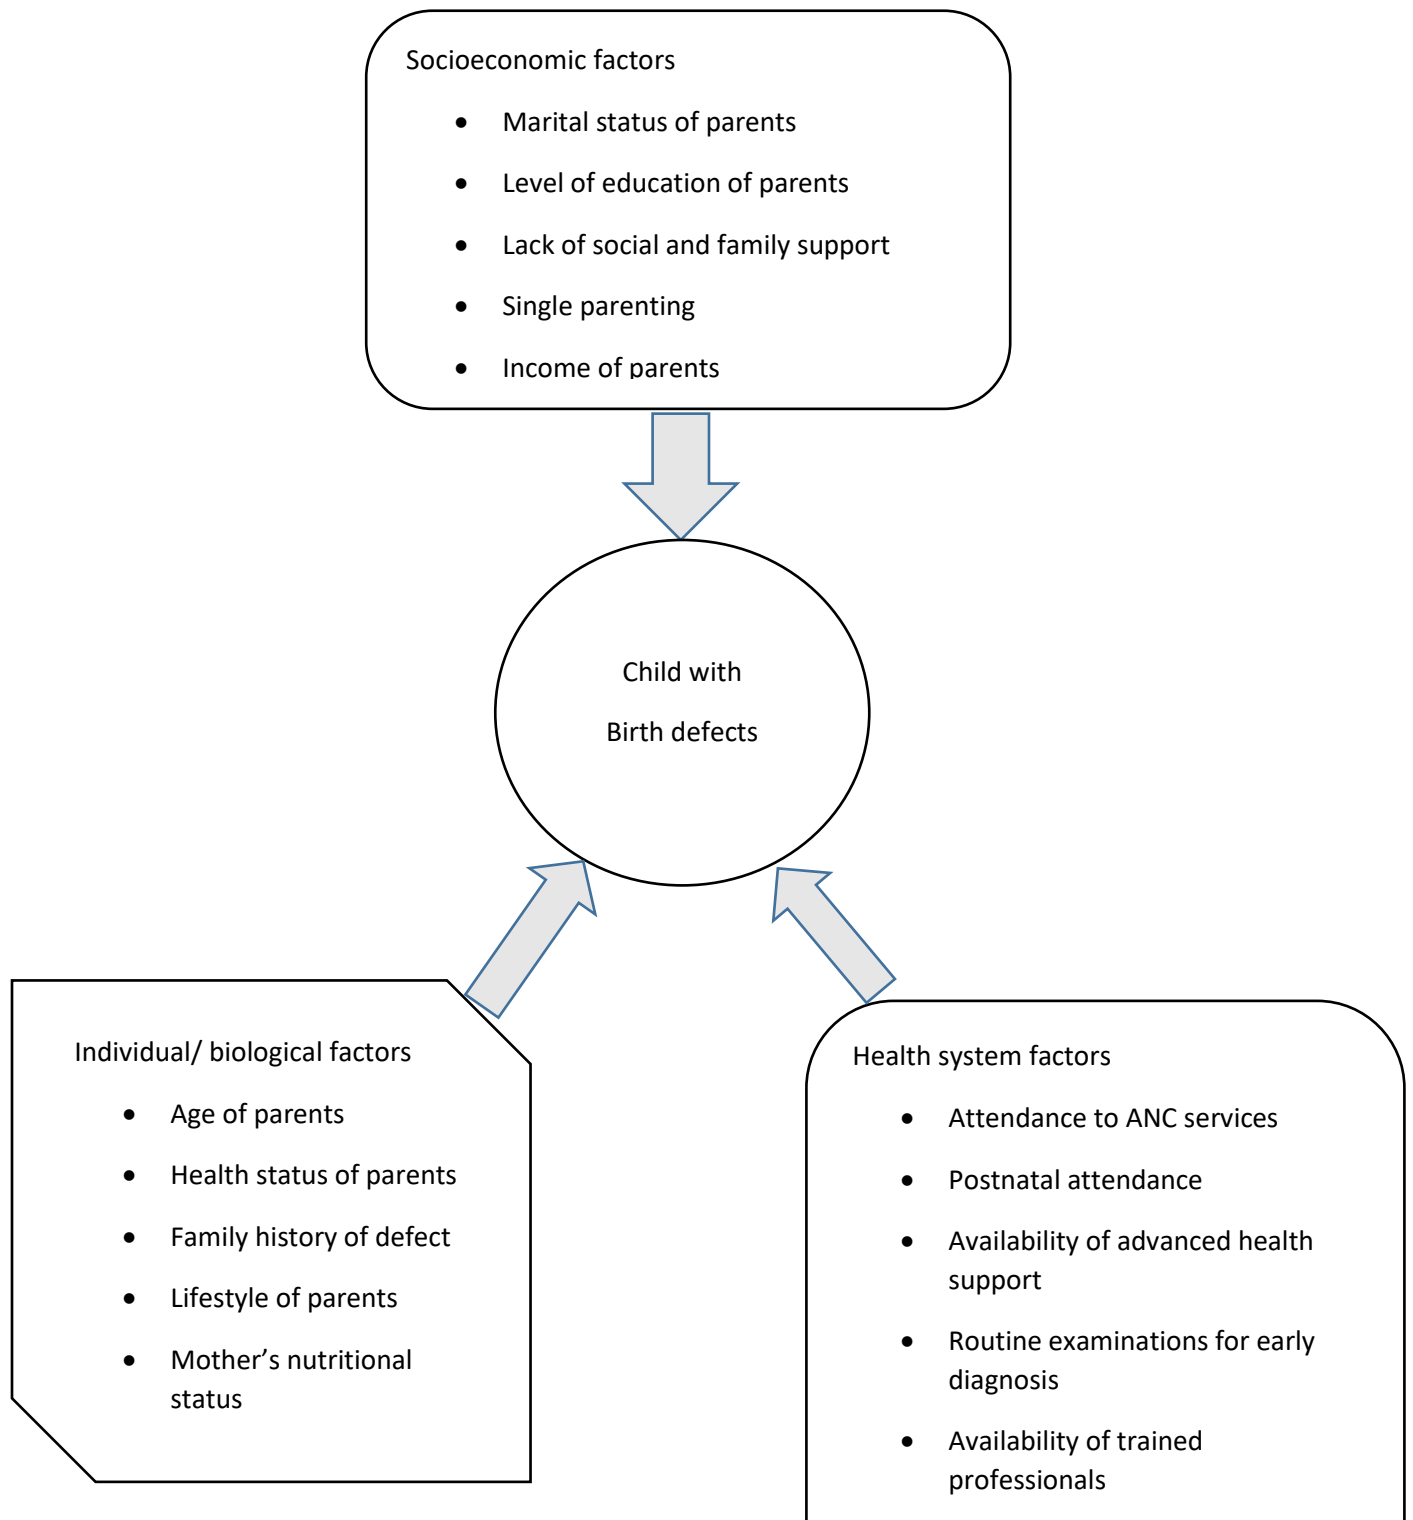 Socioeconomic factors
• Marital status of parents
• Level of education of parents
• Lack of social and family support
• Single parenting
• Income of parents
Child with
Birth defects
Individual/ biological factors
• Age of parents
• Health status of parents
• Family history of defect
• Lifestyle of parents
• Mother’s nutritional
status
Health system factors
• Attendance to ANC services
• Postnatal attendance
• Availability of advanced health
support
• Routine examinations for early
diagnosis
• Availability of trained
professionals